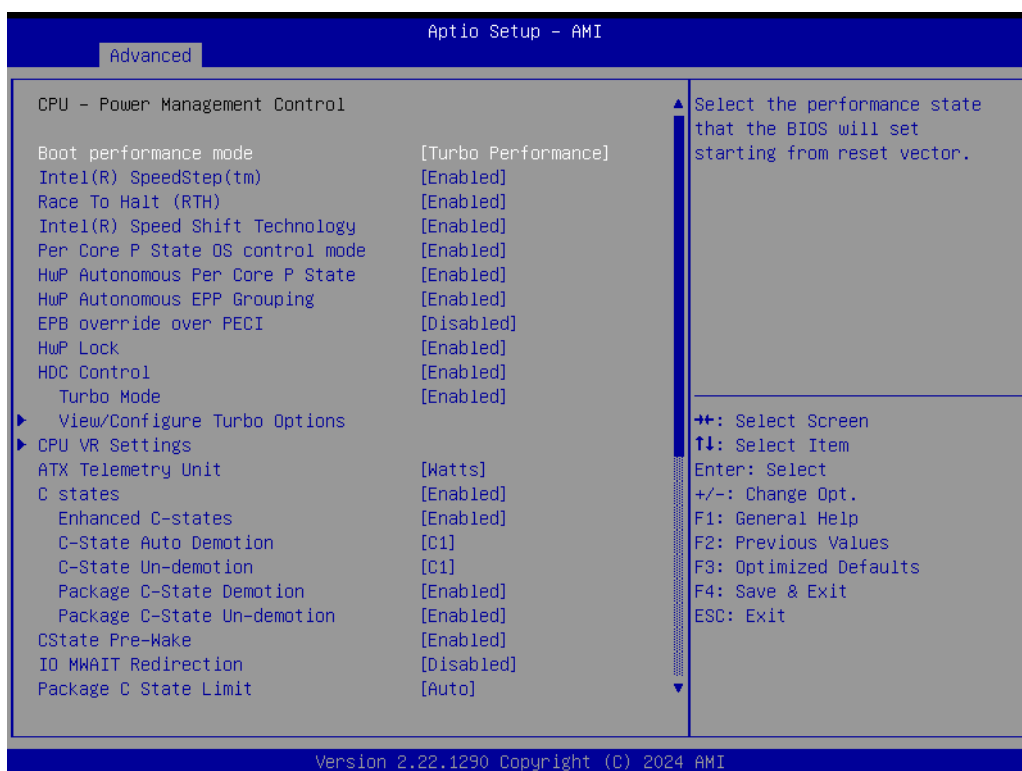 Aptio Setup – AMI
Advanced
CPU – Power Management Control
Boot performance mode [Turbo Performance]
Intel(R) SpeedStep(tm) [Enabled]
Race To Halt (RTH) [Enabled]
Intel(R) Speed Shift Technology [Enabled]
Per Core P State OS control mode [Enabled]
HwP Autonomous Per Core P State [Enabled]
HwP Autonomous EPP Grouping [Enabled]
EPB override over PECI [Disabled]
HwP Lock [Enabled]
HDC Control [Enabled]
Turbo Mode [Enabled]
View/Configure Turbo Options
CPU VR Settings
ATX Telemetry Unit [Watts]
C states [Enabled]
Enhanced C-states [Enabled]
C-State Auto Demotion [C1]
C-State Un-demotion [C1]
Package C-State Demotion [Enabled]
Package C-State Un-demotion [Enabled]
CState Pre-Wake [Enabled]
IO MWAIT Redirection [Disabled]
Package C State Limit [Auto]
Select the performance state
that the BIOS will set
starting from reset vector.
→←: Select Screen
↑↓: Select Item
Enter: Select
+/-: Change Opt.
F1: General Help
F2: Previous Values
F3: Optimized Defaults
F4: Save & Exit
ESC: Exit
Version 2.22.1290 Copyright (C) 2024 AMI